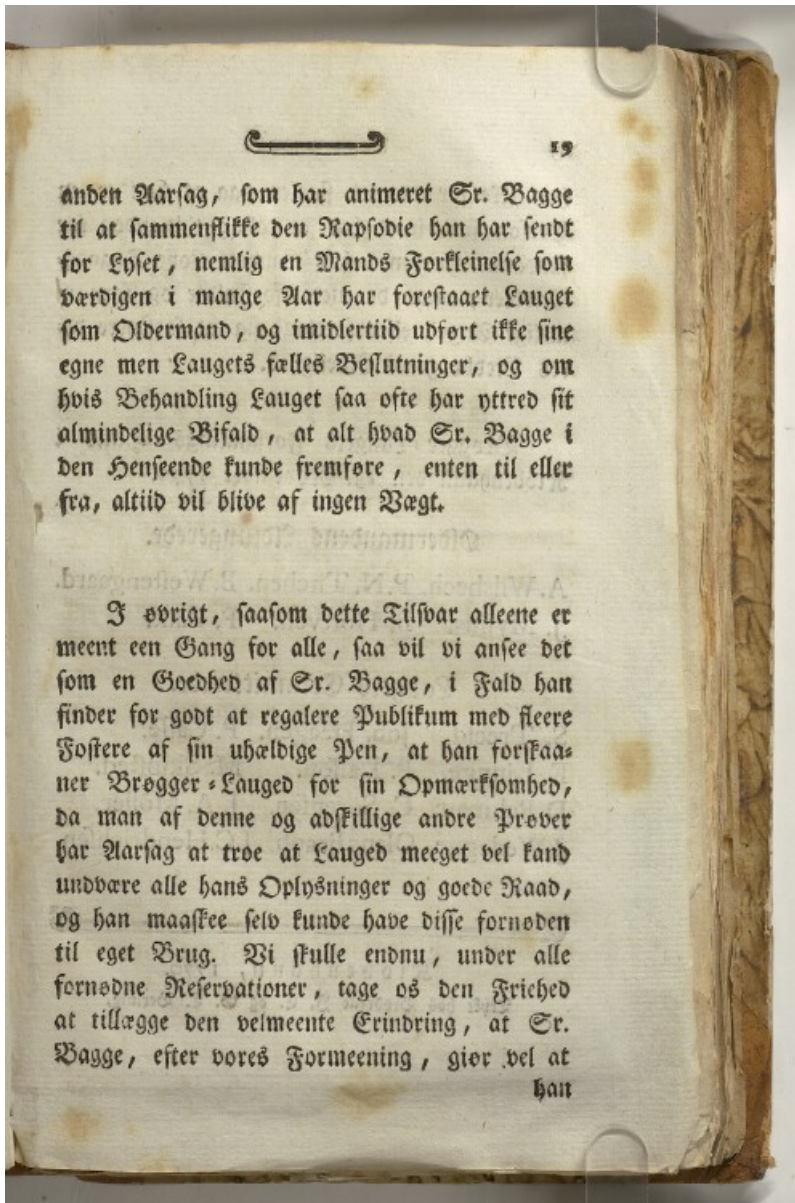 19
anden Aarsag, som har animeret Sr. Bagge
til at sammenflikke den Rapsodie han har sendt
for Lyset, nemlig en Mands Forkleinelse som
værdigen i mange Aar har forestaaet Lauget
som Oldermand, og imidlertiid udført ikke sine
egne men Laugets fælles Beslutninger, og om
hvis Behandling Lauget saa ofte har yttred sit
almindelige Bifald, at alt hvad Sr. Bagge i
den Henseende kunde fremføre, enten til eller
fra, altiid vil blive af ingen Vægt.
I øvrigt, saasom dette Tilsvar alleene er
meent een Gang for alle, saa vil vi ansee det
som en Goedhed af Sr. Bagge, i Fald han
finder for godt at regalere Publikum med fleere
Fostere af sin uhældige Pen, at han forskaa-
ner Brøgger-Lauged for sin Opmærksomhed,
da man af denne og adskillige andre Prøver
har Aarsag at troe at Lauged meeget vel kand
undvære alle hans Oplysninger og goede Raad,
og han maaskee selv kunde have disse fornøden
til eget Brug. Vi skulle endnu, under alle
fornødne Reservationer, tage os den Friehed
at tillægge den velmeente Erindring, at Sr.
Bagge, efter vores Formeening, giør vel at
han